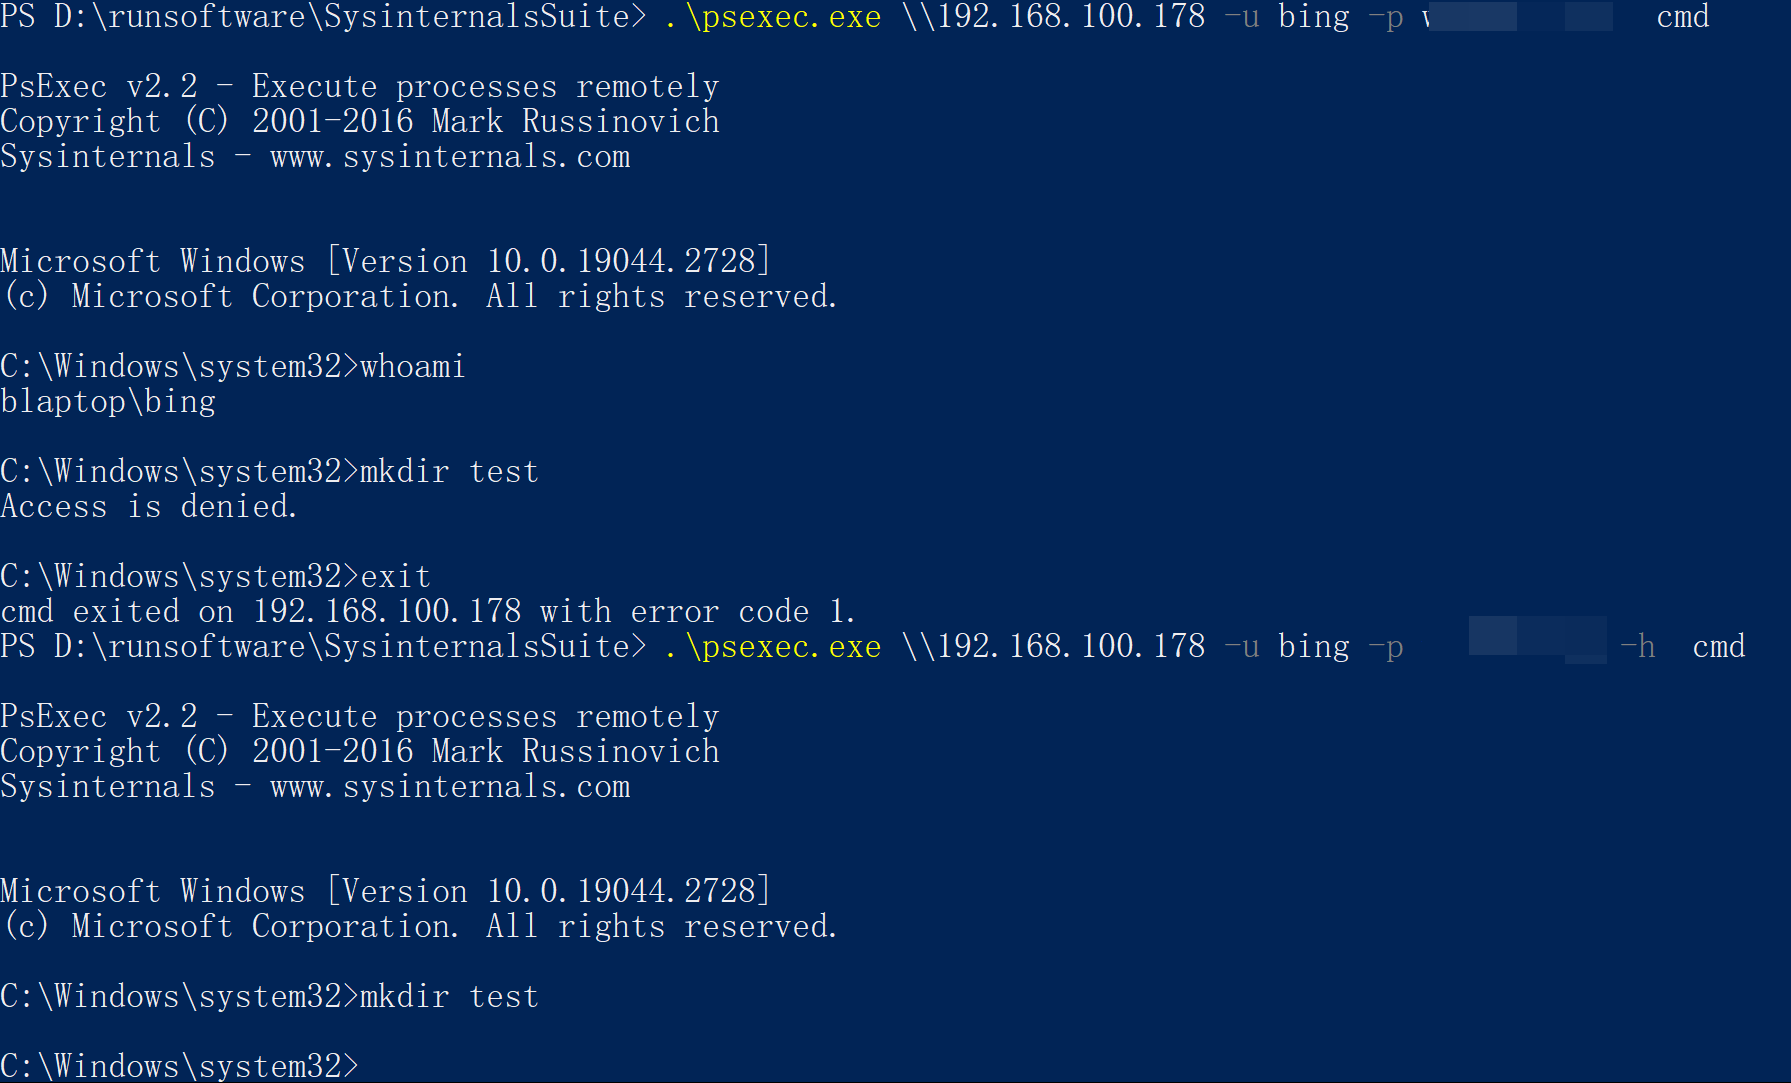 PS D:\runsoftware\SysinternalsSuite> .\psexec.exe \\192.168.100.178 -u bing -p cmd
PsExec v2.2 - Execute processes remotely
Copyright (C) 2001-2016 Mark Russinovich
Sysinternals - www.sysinternals.com
Microsoft Windows [Version 10.0.19044.2728]
(c) Microsoft Corporation. All rights reserved.
C:\Windows\system32>whoami
blaptop\bing
C:\Windows\system32>mkdir test
Access is denied.
C:\Windows\system32>exit
cmd exited on 192.168.100.178 with error code 1.
PS D:\runsoftware\SysinternalsSuite> .\psexec.exe \\192.168.100.178 -u bing -p -h cmd
PsExec v2.2 - Execute processes remotely
Copyright (C) 2001-2016 Mark Russinovich
Sysinternals - www.sysinternals.com
Microsoft Windows [Version 10.0.19044.2728]
(c) Microsoft Corporation. All rights reserved.
C:\Windows\system32>mkdir test
C:\Windows\system32>